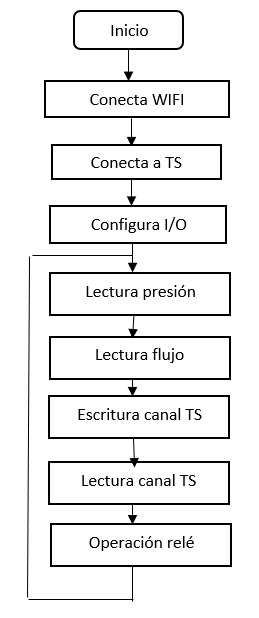 Inicio
Conecta WIFI
Conecta a TS
Configura I/O
Lectura presión
Lectura flujo
Escritura canal TS
Lectura canal TS
Operación relé